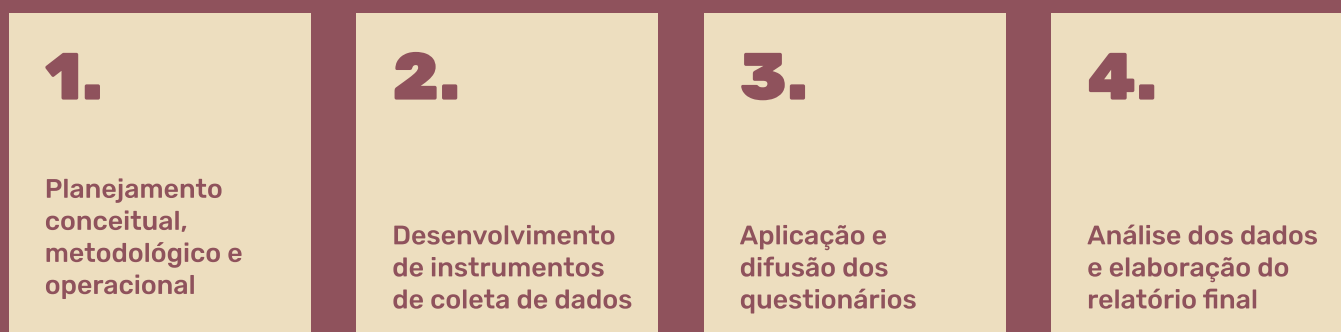 1.
Planejamento
conceitual,
metodológico e
operacional
2.
Desenvolvimento
de instrumentos
de coleta de dados
3.
Aplicação e
difusão dos
questionários
4.
Análise dos dados
e elaboração do
relatório final